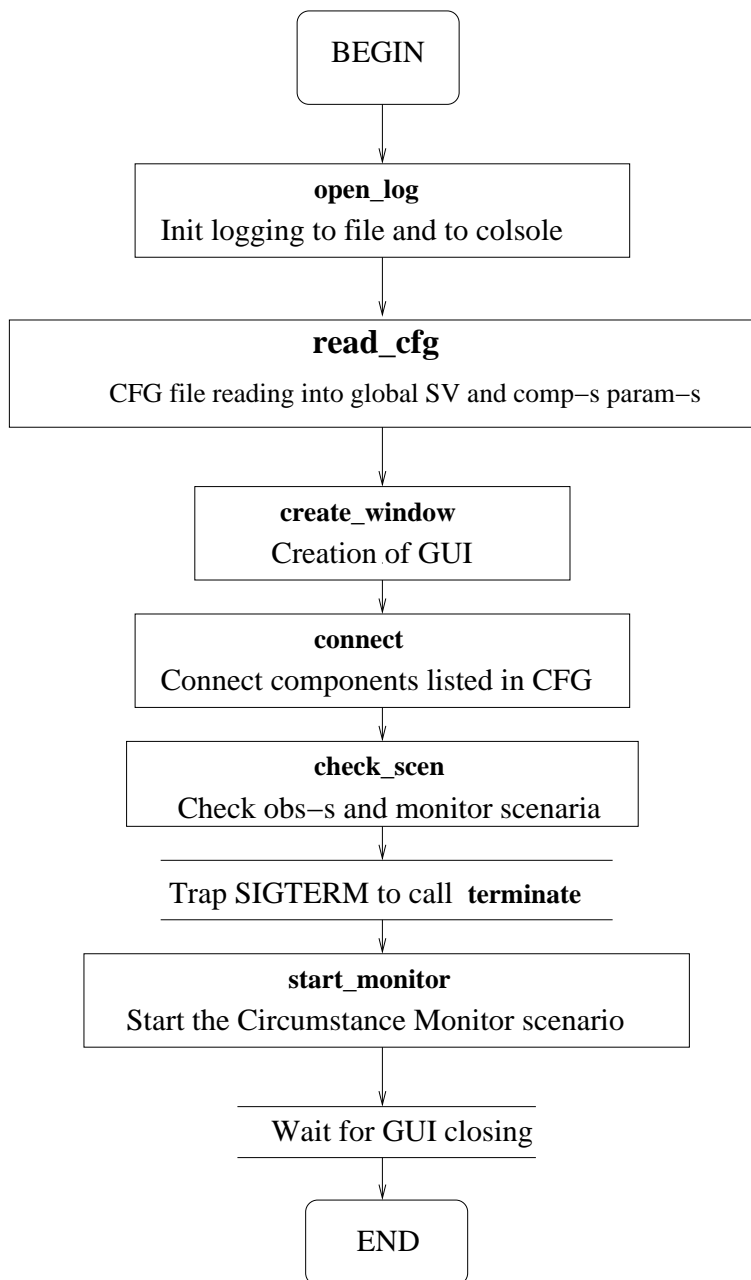 BEGIN
open_log
Init logging to file and to colsole
read_cfg
CFG file reading into global SV and comp−s param−s
create_window
Creation of GUI
connect
Connect components listed in CFG
check_scen
Check obs−s and monitor scenaria
Trap SIGTERM to call terminate
start_monitor
Start the Circumstance Monitor scenario
Wait for GUI closing
END